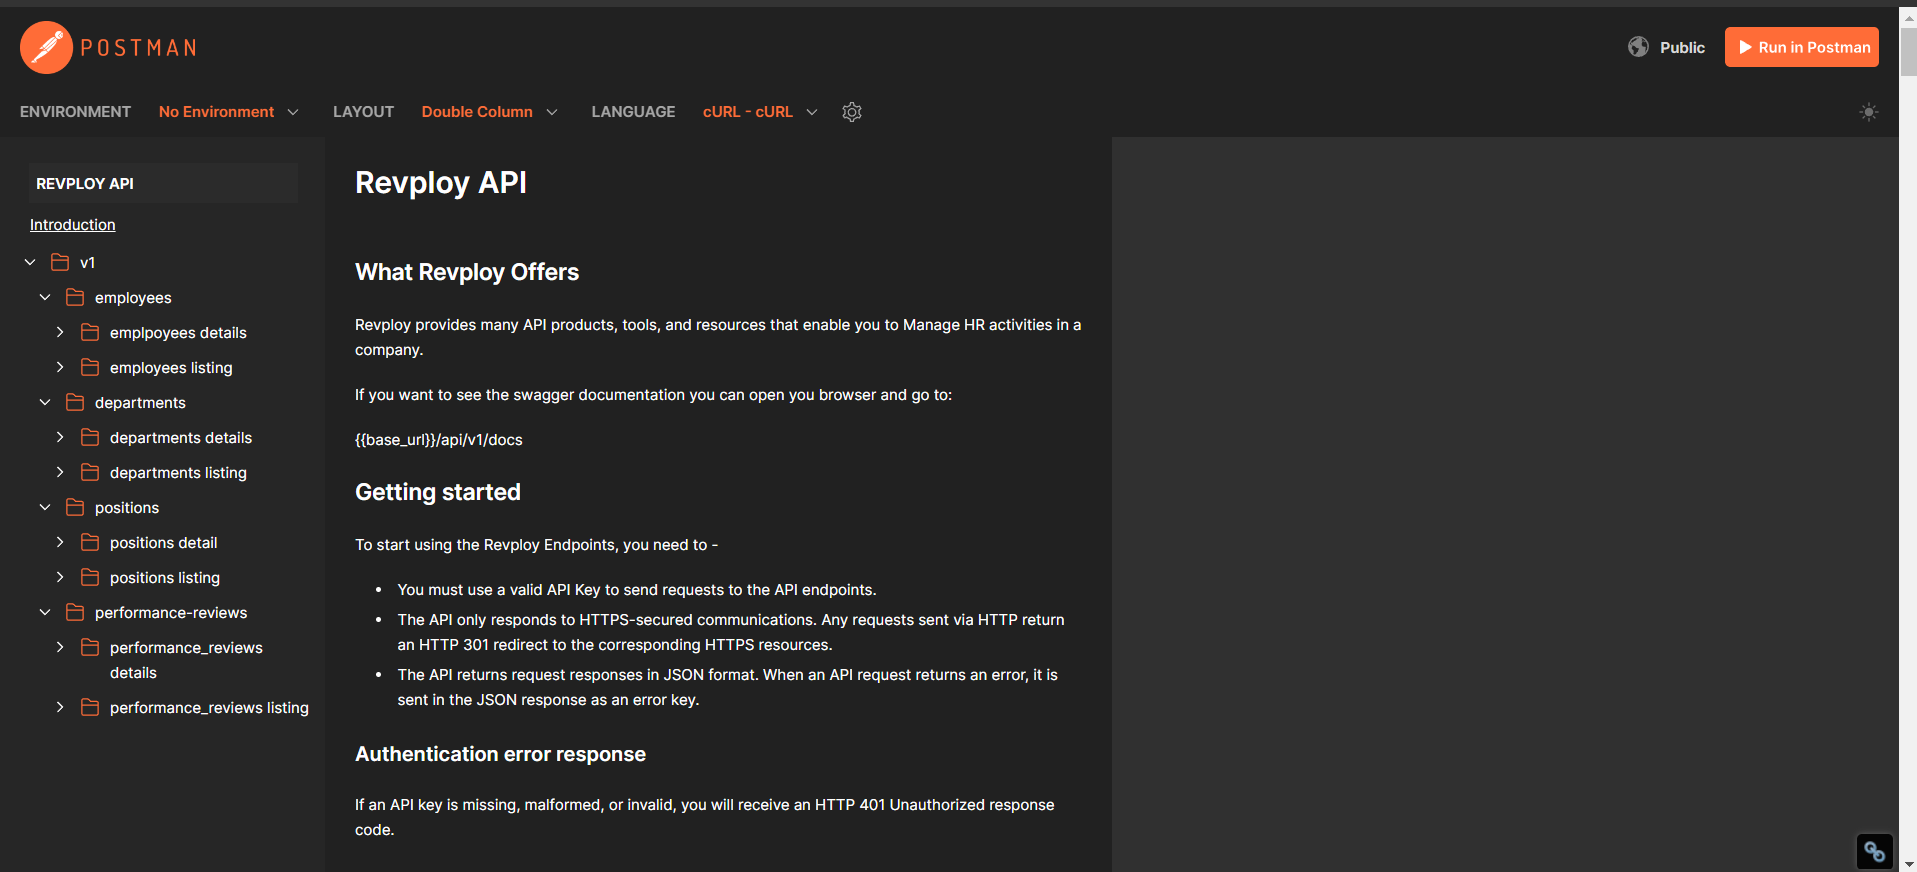 POSTMAN
Public
Run in Postman
ENVIRONMENT No Environment LAYOUT Double Column LANGUAGE cURL - cURL
REVPLOY API
Introduction
v1
employees
emplpoyees details
employees listing
departments
departments details
departments listing
positions
positions detail
positions listing
performance-reviews
performance_reviews
details
performance_reviews listing
Revploy API
What Revploy Offers
Revploy provides many API products, tools, and resources that enable you to Manage HR activities in a
company.
If you want to see the swagger documentation you can open you browser and go to:
{{base_url}}/api/v1/docs
Getting started
To start using the Revploy Endpoints, you need to -
• You must use a valid API Key to send requests to the API endpoints.
• The API only responds to HTTPS-secured communications. Any requests sent via HTTP return
an HTTP 301 redirect to the corresponding HTTPS resources.
• The API returns request responses in JSON format. When an API request returns an error, it is
sent in the JSON response as an error key.
Authentication error response
If an API key is missing, malformed, or invalid, you will receive an HTTP 401 Unauthorized response
code.